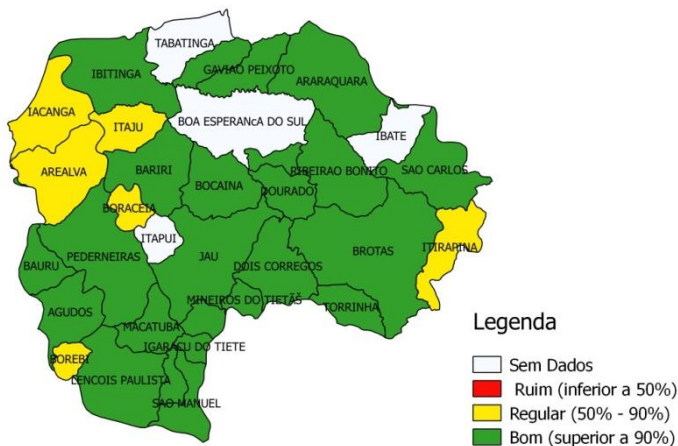 TABATINGA
IBITINGA
GAVIAO PEIXOTO
ARARAQUARA
IACANGA
ITAJU
BOA ESPERANcA DO SUL
IBATE
AREALVA
BARIRI
RIBEIRAO BONITO
SAO CARLOS
BOCAINA
DOURADO
BORACEIA
ITAPUI
ITIRAPINA
BROTAS
JAU
PEDERNEIRAS
BAURU
DOIS CORREGOS
MINEIROS DO TIETÃŠ
TORRINHA
AGUDOS
MACATUBA
IGARAÇU DO TIETE
BOREBI
LENCOIS PAULISTA
SAO MANUEL
Legenda
Sem Dados
Ruim (inferior a 50%)
Regular (50% - 90%)
Bom (superior a 90%)